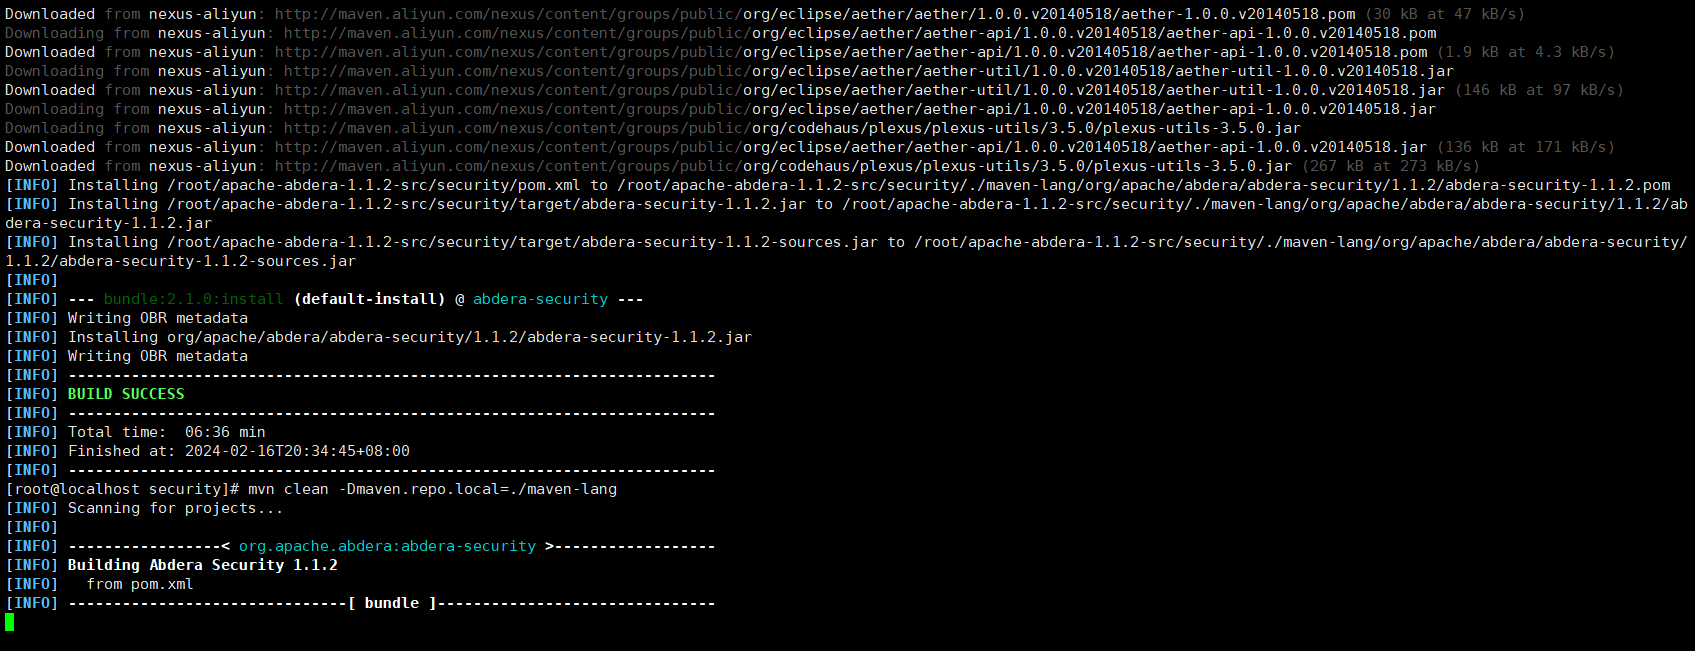 Downloaded from nexus-aliyun: http://maven.aliyun.com/nexus/content/groups/public/org/eclipse/aether/aether/1.0.0.v20140518/aether-1.0.0.v20140518.pom (30 kB at 47 kB/s)
Downloading from nexus-aliyun: http://maven.aliyun.com/nexus/content/groups/public/org/eclipse/aether/aether-api/1.0.0.v20140518/aether-api-1.0.0.v20140518.pom
Downloaded from nexus-aliyun: http://maven.aliyun.com/nexus/content/groups/public/org/eclipse/aether/aether-api/1.0.0.v20140518/aether-api-1.0.0.v20140518.pom (1.9 kB at 4.3 kB/s)
Downloading from nexus-aliyun: http://maven.aliyun.com/nexus/content/groups/public/org/eclipse/aether/aether-util/1.0.0.v20140518/aether-util-1.0.0.v20140518.jar
Downloaded from nexus-aliyun: http://maven.aliyun.com/nexus/content/groups/public/org/eclipse/aether/aether-util/1.0.0.v20140518/aether-util-1.0.0.v20140518.jar (146 kB at 97 kB/s)
Downloading from nexus-aliyun: http://maven.aliyun.com/nexus/content/groups/public/org/eclipse/aether/aether-api/1.0.0.v20140518/aether-api-1.0.0.v20140518.jar
Downloading from nexus-aliyun: http://maven.aliyun.com/nexus/content/groups/public/org/codehaus/plexus/plexus-utils/3.5.0/plexus-utils-3.5.0.jar
Downloaded from nexus-aliyun: http://maven.aliyun.com/nexus/content/groups/public/org/eclipse/aether/aether-api/1.0.0.v20140518/aether-api-1.0.0.v20140518.jar (136 kB at 171 kB/s)
Downloaded from nexus-aliyun: http://maven.aliyun.com/nexus/content/groups/public/org/codehaus/plexus/plexus-utils/3.5.0/plexus-utils-3.5.0.jar (267 kB at 273 kB/s)
[INFO] Installing /root/apache-abdera-1.1.2-src/security/pom.xml to /root/apache-abdera-1.1.2-src/security/./maven-lang/org/apache/abdera/abdera-security/1.1.2/abdera-security-1.1.2.pom
[INFO] Installing /root/apache-abdera-1.1.2-src/security/target/abdera-security-1.1.2.jar to /root/apache-abdera-1.1.2-src/security/./maven-lang/org/apache/abdera/abdera-security/1.1.2/ab
dera-security-1.1.2.jar
[INFO] Installing /root/apache-abdera-1.1.2-src/security/target/abdera-security-1.1.2-sources.jar to /root/apache-abdera-1.1.2-src/security/./maven-lang/org/apache/abdera/abdera-security/
1.1.2/abdera-security-1.1.2-sources.jar
[INFO]
[INFO] --- bundle:2.1.0:install (default-install) @ abdera-security ---
[INFO] Writing OBR metadata
[INFO] Installing org/apache/abdera/abdera-security/1.1.2/abdera-security-1.1.2.jar
[INFO] Writing OBR metadata
[INFO] ------------------------------------------------------------------------
[INFO] BUILD SUCCESS
[INFO] ------------------------------------------------------------------------
[INFO] Total time:  06:36 min
[INFO] Finished at: 2024-02-16T20:34:45+08:00
[INFO] ------------------------------------------------------------------------
[root@localhost security]# mvn clean -Dmaven.repo.local=./maven-lang
[INFO] Scanning for projects...
[INFO]
[INFO] -----------------< org.apache.abdera:abdera-security >------------------
[INFO] Building Abdera Security 1.1.2
[INFO]   from pom.xml
[INFO] -------------------------------[ bundle ]-------------------------------